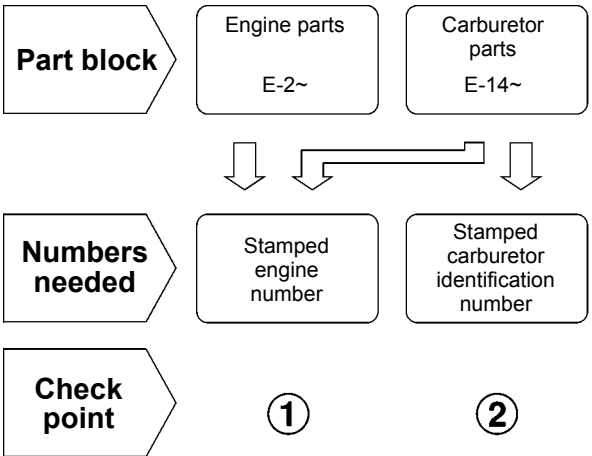 Part block
Engine parts
E-2~
Carburetor
parts
E-14~
Numbers
needed
Stamped
engine
number
Stamped
carburetor
identification
number
Check
point
①
②